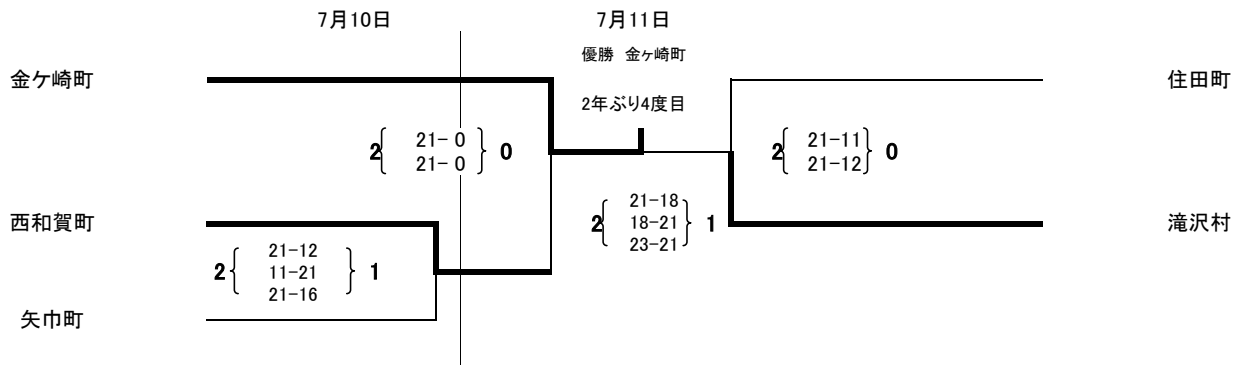 7月10日
7月11日
優勝 金ヶ崎町
金ケ崎町
住田町
2年ぶり4度目
2 { 21- 0 } 0
21- 0
2 { 21-11 } 0
21-12
西和賀町
滝沢村
21-18
2 { 18-21 } 1
23-21
21-12
2 { 11-21 } 1
21-16
矢巾町